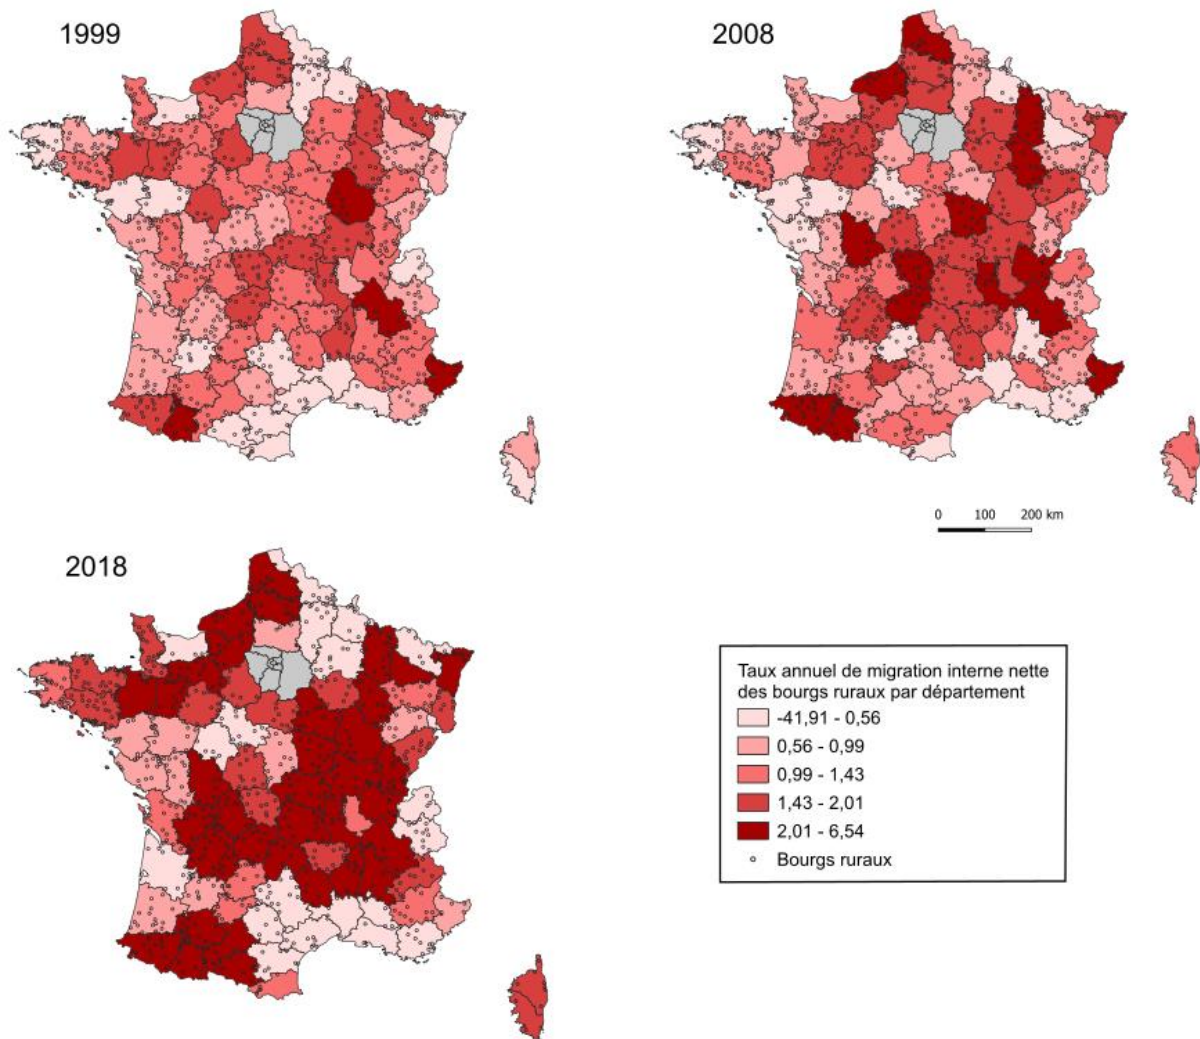 1999
2008
0 100 200 km
2018
Taux annuel de migration interne nette
des bourgs ruraux par département
-41,91 - 0,56
0,56 - 0,99
0,99 - 1,43
1,43 - 2,01
2,01 - 6,54
Bourgs ruraux